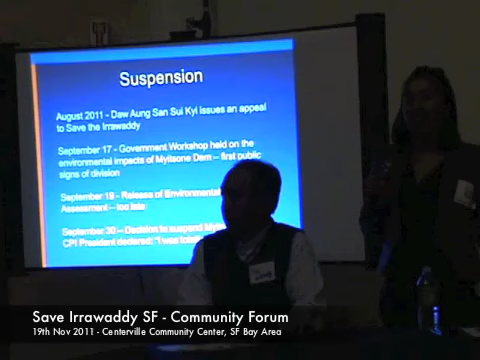 Suspension
August 2011 - Daw Aung San Sui Kyi issues an appeal
to Save the Irrawaddy
September 17 - Government Workshop held on the
environmental impacts of Myitsone Dam – first public
signs of division
September 19 - Release of Environmental
Assessment – too late
September 30 – Decision to suspend
CPI President declared: "I was
Save Irrawaddy SF - Community Forum
19th Nov 2011 - Centerville Community Center, SF Bay Area